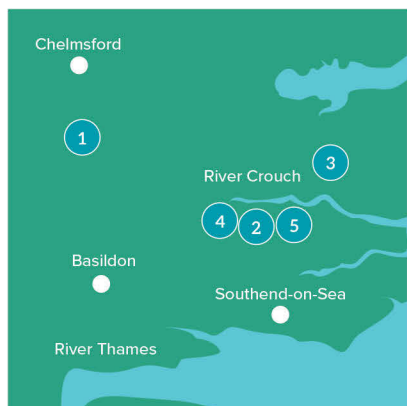 Chelmsford
1
3
River Crouch
4
2
5
Basildon
Southend-on-Sea
River Thames